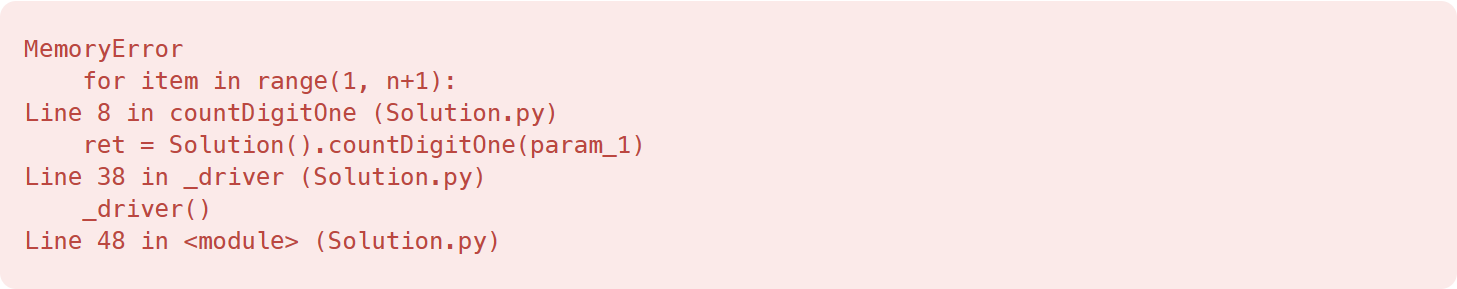 MemoryError
    for item in range(1, n+1):
Line 8 in countDigitOne (Solution.py)
    ret = Solution().countDigitOne(param_1)
Line 38 in _driver (Solution.py)
    _driver()
Line 48 in <module> (Solution.py)